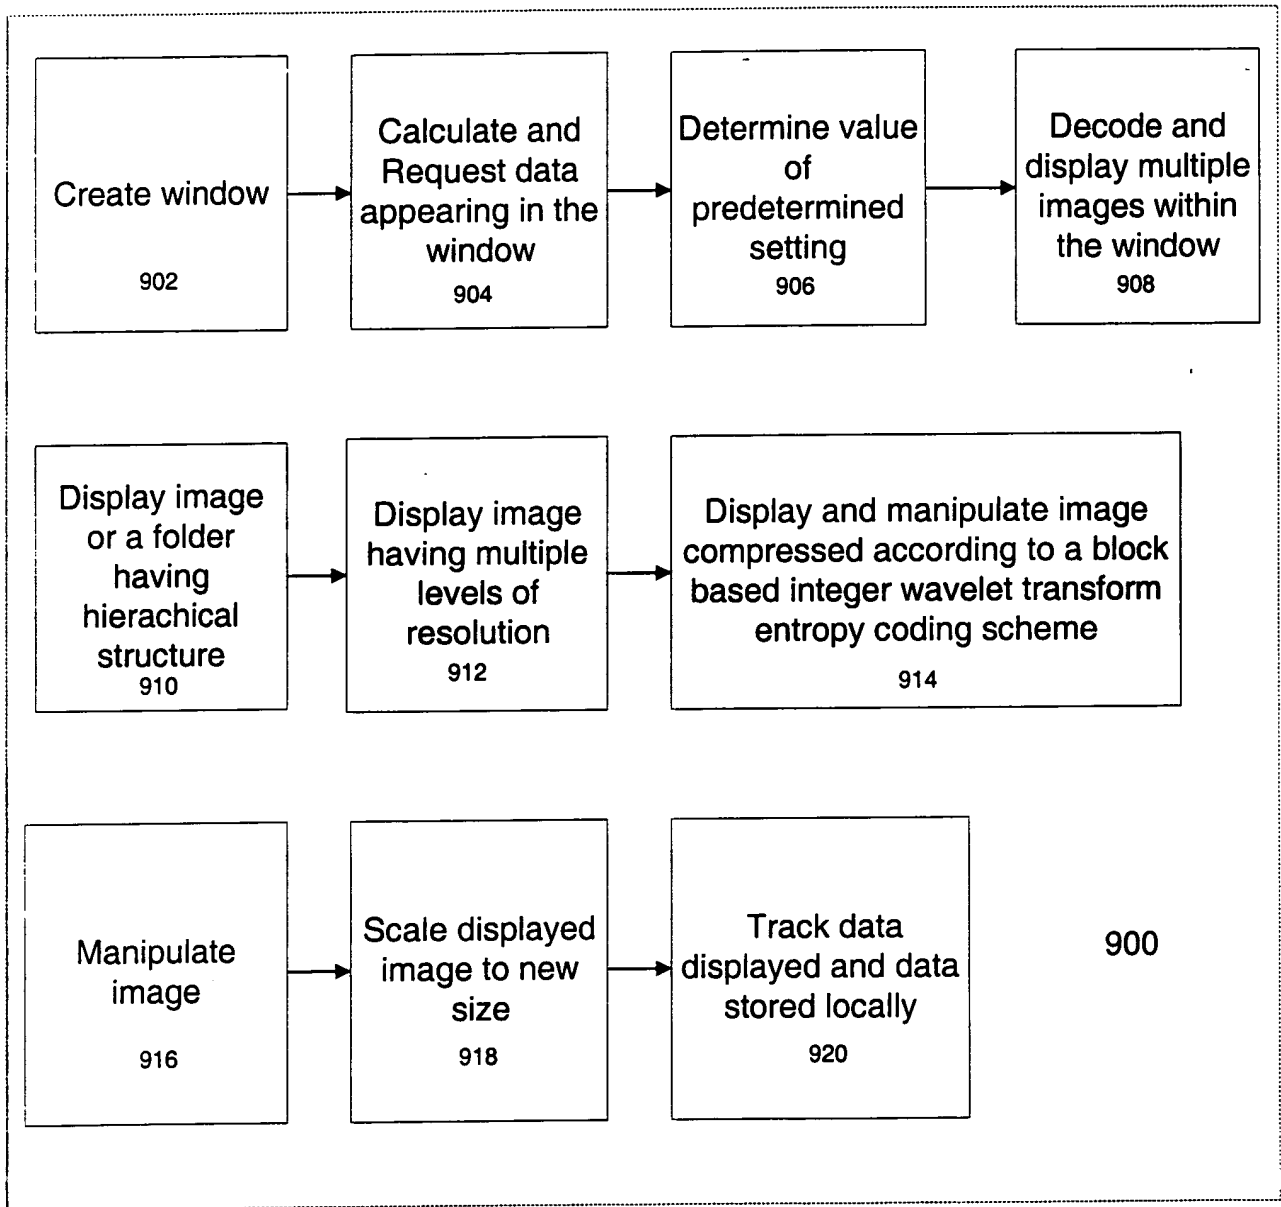 Create window
902
Calculate and
Request data
appearing in the
window
904
Determine value
of
predetermined
setting
906
Decode and
display multiple
images within
the window
908
Display image
or a folder
having
hierachical
structure
910
Display image
having multiple
levels of
resolution
912
Display and manipulate image
compressed according to a block
based integer wavelet transform
entropy coding scheme
914
Manipulate
image
916
Scale displayed
image to new
size
918
Track data
displayed and data
stored locally
920
900